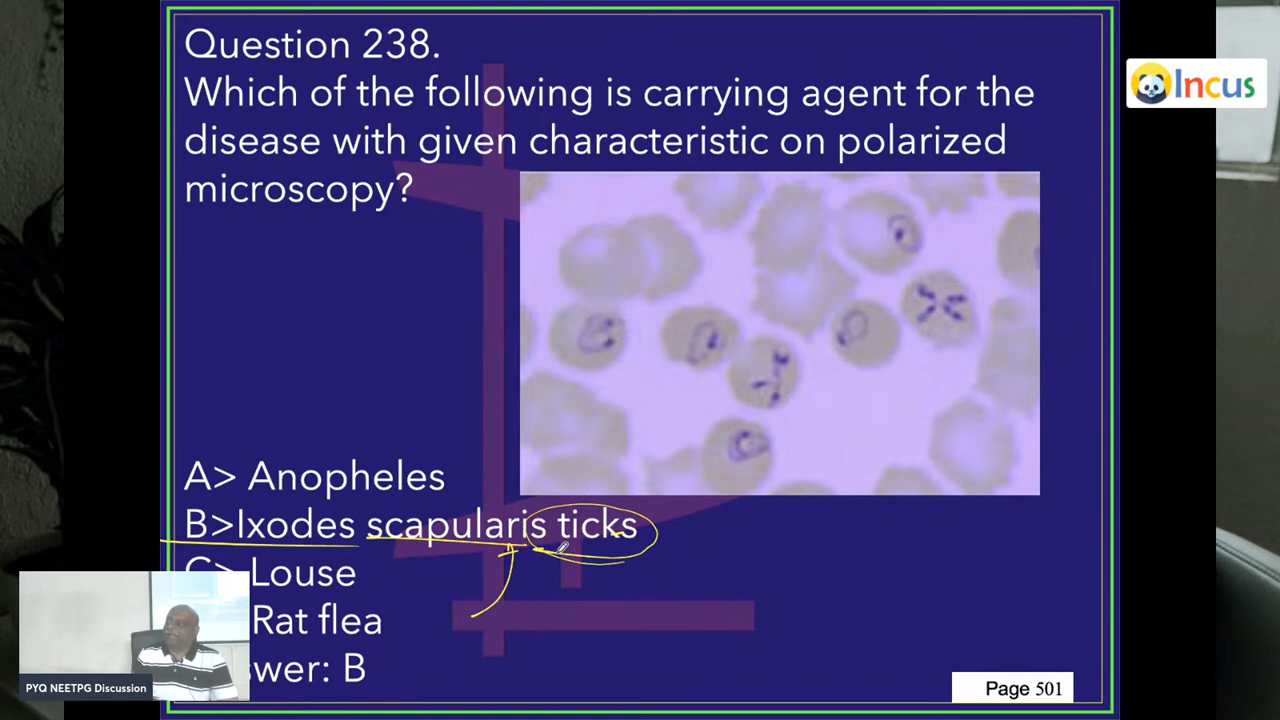 Question 238.
Which of the following is carrying agent for the
disease with given characteristic on polarized
microscopy?
A> Anopheles
B>Ixodes scapularis ticks
C> Louse
Rat flea
wer: B
Page 501
Incus
PYQ NEETPG Discussion